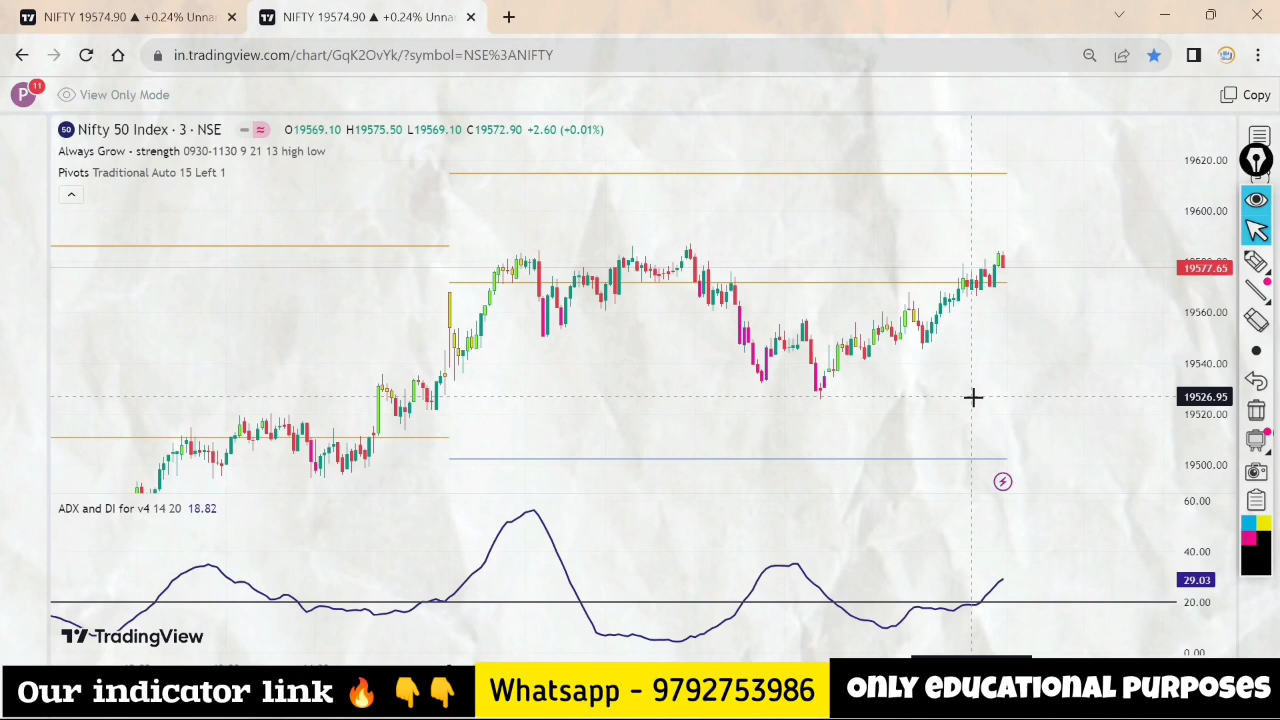 NIFTY 19574.90 ▲ +0.24% Unna
NIFTY 19574.90 ▲ +0.24% Unna
in.tradingview.com/chart/GqK2OvYk/?symbol=NSE%3ANIFTY
P 11 View Only Mode
Copy
50 Nifty 50 Index · 3 · NSE O19569.10 H19575.50 L19569.10 C19572.90 +2.60 (+0.01%)
Always Grow - strength 0930-1130 9 21 13 high low
Pivots Traditional Auto 15 Left 1
19620.00
19600.00
19577.65
19560.00
19540.00
19526.95
19520.00
19500.00
60.00
ADX and DI for v4 14 20 18.82
40.00
29.03
20.00
TradingView
0.00
Our indicator link 🔥 👇👇
Whatsapp - 9792753986
ONLY EDUCATIONAL PURPOSES